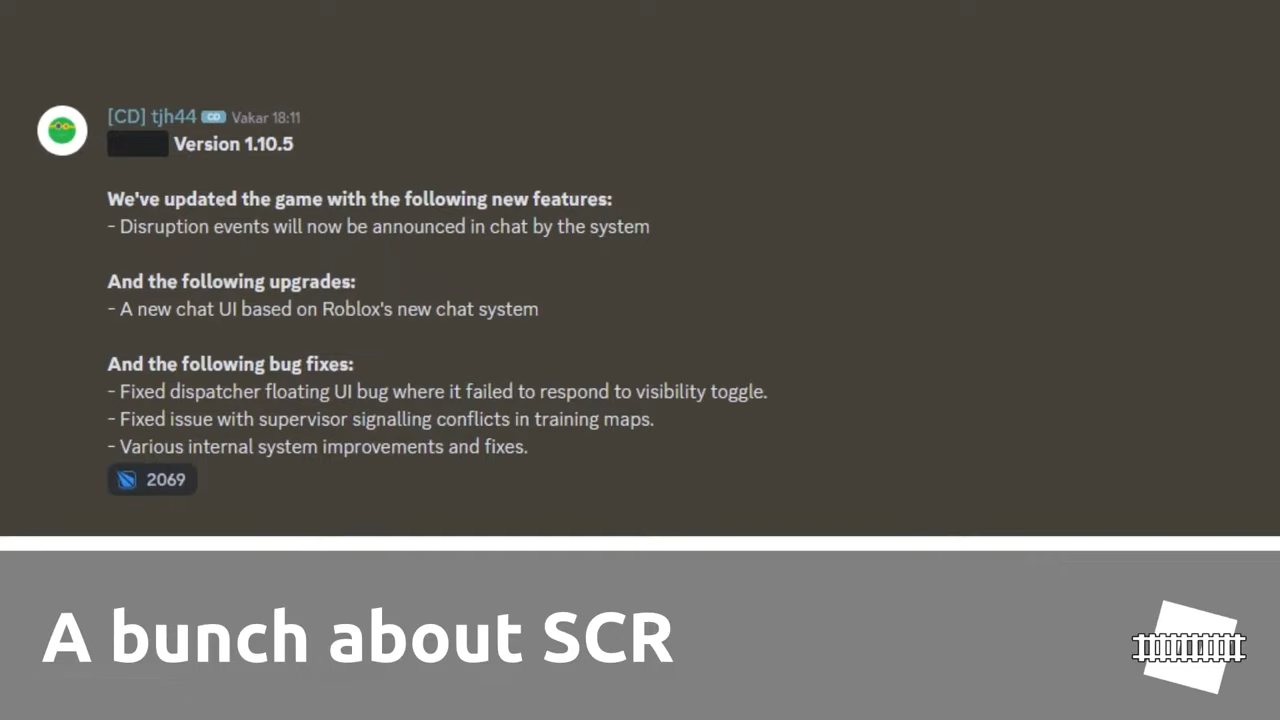 [CD] tjh44 CD Vakar 18:11
Version 1.10.5
We've updated the game with the following new features:
- Disruption events will now be announced in chat by the system
And the following upgrades:
- A new chat UI based on Roblox's new chat system
And the following bug fixes:
- Fixed dispatcher floating UI bug where it failed to respond to visibility toggle.
- Fixed issue with supervisor signalling conflicts in training maps.
- Various internal system improvements and fixes.
2069
A bunch about SCR